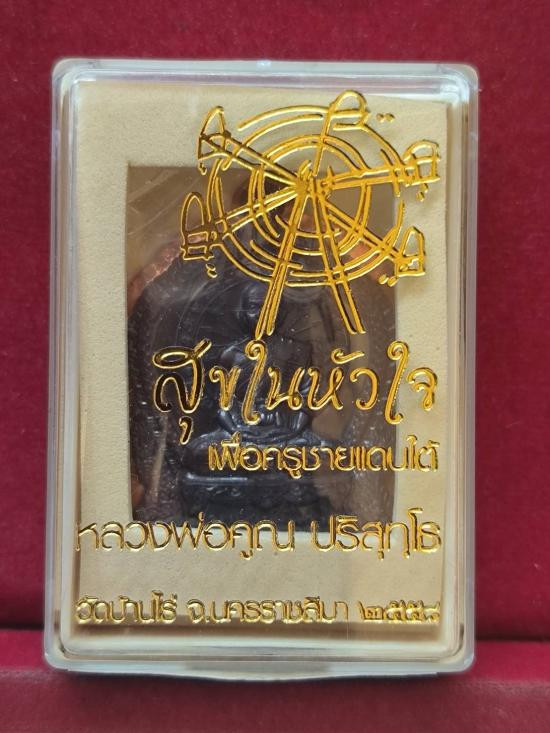 สุขในหัวใจ
เพื่อครูชายแดนใต้
หลวงพ่อคูณ ปริสุทฺโธ
วัดบ้านไร่ จ.นครราชสีมา ๒๕๕๘